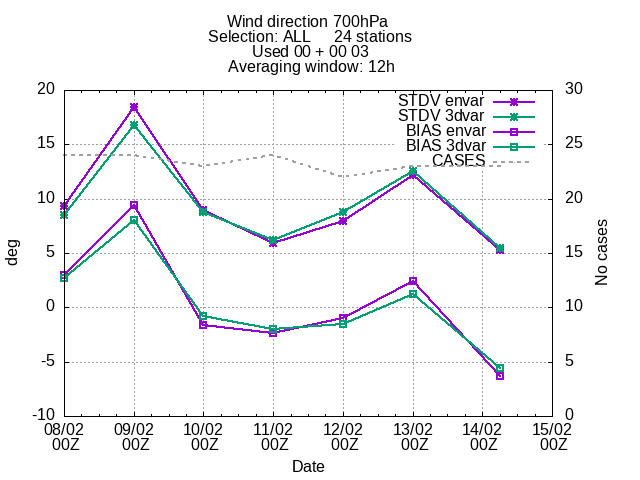 Wind direction 700hPa
Selection: ALL 24 stations
Used 00 + 00 03
Averaging window: 12h
20 30
STDV envar
STDV 3dvar
BIAS envar
BIAS 3dvar
CASES
15 25
10 20
5 15
0 10
-5 5
-10 0
deg
No cases
08/02 09/02 10/02 11/02 12/02 13/02 14/02 15/02
00Z 00Z 00Z 00Z 00Z 00Z 00Z 00Z
Date